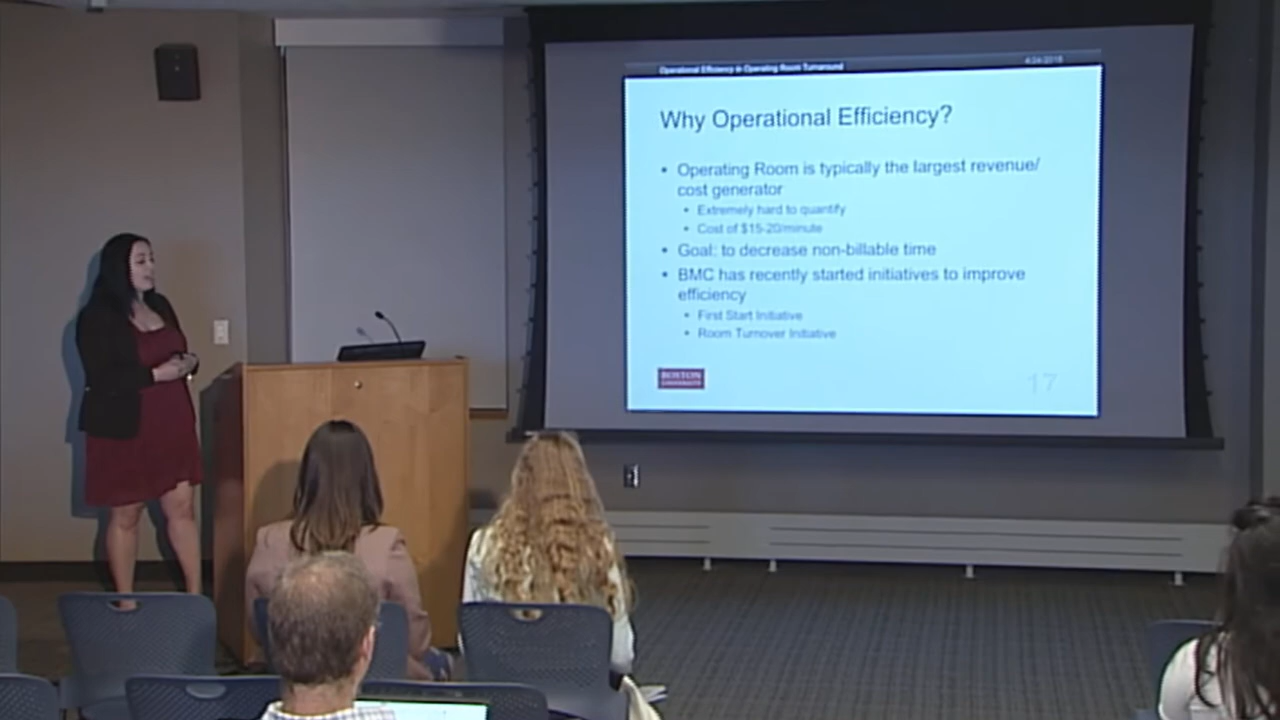 Operational Efficiency in Operating Room Turnaround
Why Operational Efficiency?
• Operating Room is typically the largest revenue/
cost generator
• Extremely hard to quantify
• Cost of $15-20/minute
• Goal: to decrease non-billable time
• BMC has recently started initiatives to improve
efficiency
• First Start Initiative
• Room Turnover Initiative
BOSTON
UNIVERSITY
17